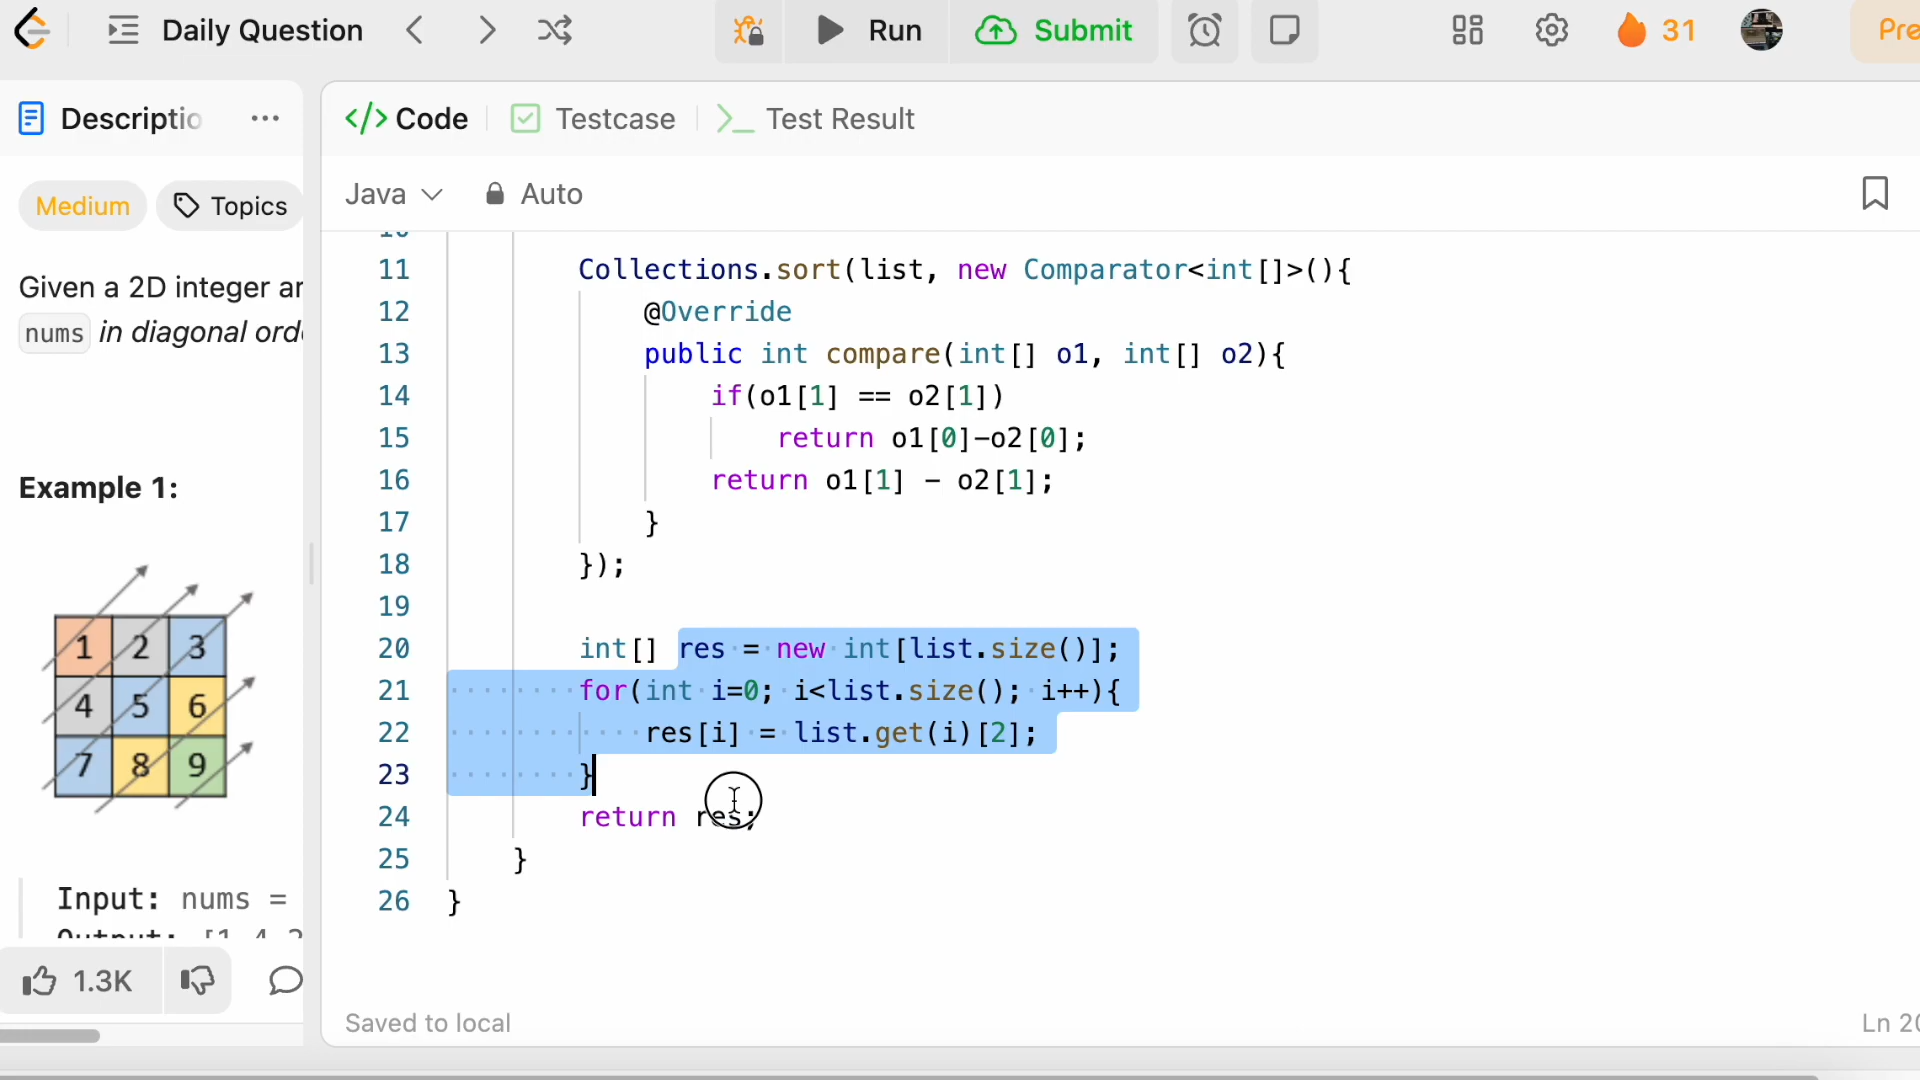 Daily Question
Run
Submit
31
Pre
Description
Code
Testcase
Test Result
Java
Auto
Medium
Topics
Given a 2D integer ar
nums in diagonal ord
Example 1:
1 2 3
4 5 6
7 8 9
Input: nums =
Output: [1,4,2
1.3K
10
11 Collections.sort(list, new Comparator<int[]>(){
12 @Override
13 public int compare(int[] o1, int[] o2){
14 if(o1[1] == o2[1])
15 return o1[0]-o2[0];
16 return o1[1] - o2[1];
17 }
18 });
19
20 int[] res = new int[list.size()];
21 for(int i=0; i<list.size(); i++){
22 res[i] = list.get(i)[2];
23 }
24 return res;
25 }
26 }
Saved to local
Ln 20